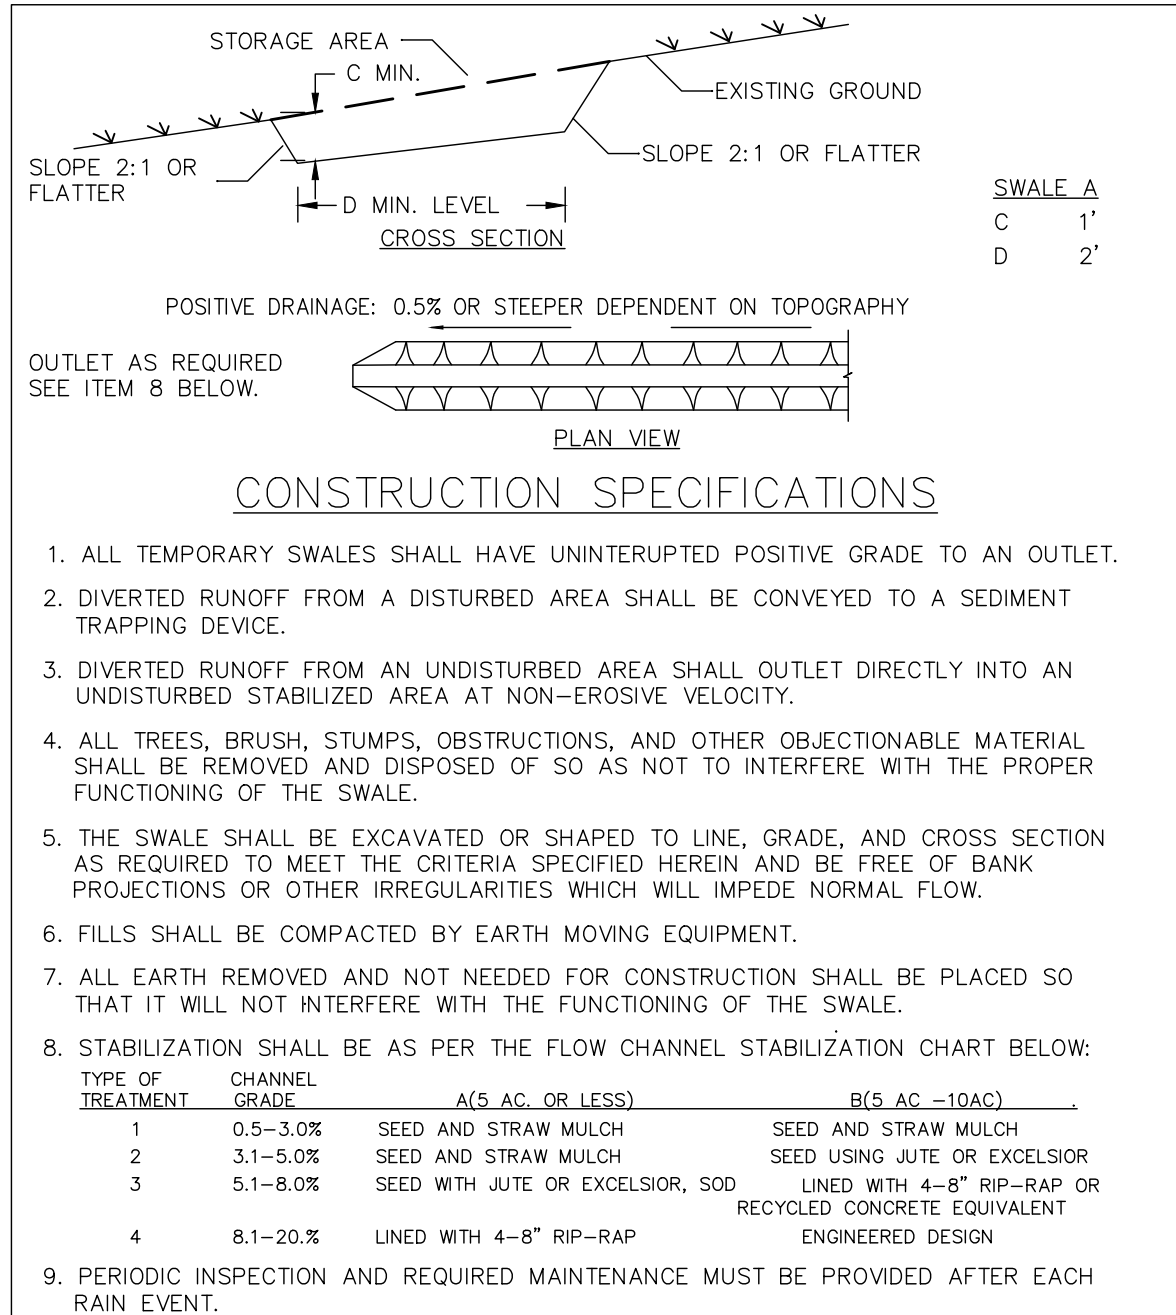 STORAGE AREA
C MIN.
EXISTING GROUND
SLOPE 2:1 OR
FLATTER
SLOPE 2:1 OR FLATTER
D MIN. LEVEL
CROSS SECTION
SWALE A
C 1'
D 2'
POSITIVE DRAINAGE: 0.5% OR STEEPER DEPENDENT ON TOPOGRAPHY
OUTLET AS REQUIRED
SEE ITEM 8 BELOW.
PLAN VIEW
CONSTRUCTION SPECIFICATIONS
1. ALL TEMPORARY SWALES SHALL HAVE UNINTERUPTED POSITIVE GRADE TO AN OUTLET.
2. DIVERTED RUNOFF FROM A DISTURBED AREA SHALL BE CONVEYED TO A SEDIMENT
TRAPPING DEVICE.
3. DIVERTED RUNOFF FROM AN UNDISTURBED AREA SHALL OUTLET DIRECTLY INTO AN
UNDISTURBED STABILIZED AREA AT NON-EROSIVE VELOCITY.
4. ALL TREES, BRUSH, STUMPS, OBSTRUCTIONS, AND OTHER OBJECTIONABLE MATERIAL
SHALL BE REMOVED AND DISPOSED OF SO AS NOT TO INTERFERE WITH THE PROPER
FUNCTIONING OF THE SWALE.
5. THE SWALE SHALL BE EXCAVATED OR SHAPED TO LINE, GRADE, AND CROSS SECTION
AS REQUIRED TO MEET THE CRITERIA SPECIFIED HEREIN AND BE FREE OF BANK
PROJECTIONS OR OTHER IRREGULARITIES WHICH WILL IMPEDE NORMAL FLOW.
6. FILLS SHALL BE COMPACTED BY EARTH MOVING EQUIPMENT.
7. ALL EARTH REMOVED AND NOT NEEDED FOR CONSTRUCTION SHALL BE PLACED SO
THAT IT WILL NOT INTERFERE WITH THE FUNCTIONING OF THE SWALE.
8. STABILIZATION SHALL BE AS PER THE FLOW CHANNEL STABILIZATION CHART BELOW:
TYPE OF CHANNEL
TREATMENT GRADE A(5 AC. OR LESS) B(5 AC -10AC) .
1 0.5-3.0% SEED AND STRAW MULCH SEED AND STRAW MULCH
2 3.1-5.0% SEED AND STRAW MULCH SEED USING JUTE OR EXCELSIOR
3 5.1-8.0% SEED WITH JUTE OR EXCELSIOR, SOD LINED WITH 4-8" RIP-RAP OR
RECYCLED CONCRETE EQUIVALENT
4 8.1-20.% LINED WITH 4-8" RIP-RAP ENGINEERED DESIGN
9. PERIODIC INSPECTION AND REQUIRED MAINTENANCE MUST BE PROVIDED AFTER EACH
RAIN EVENT.